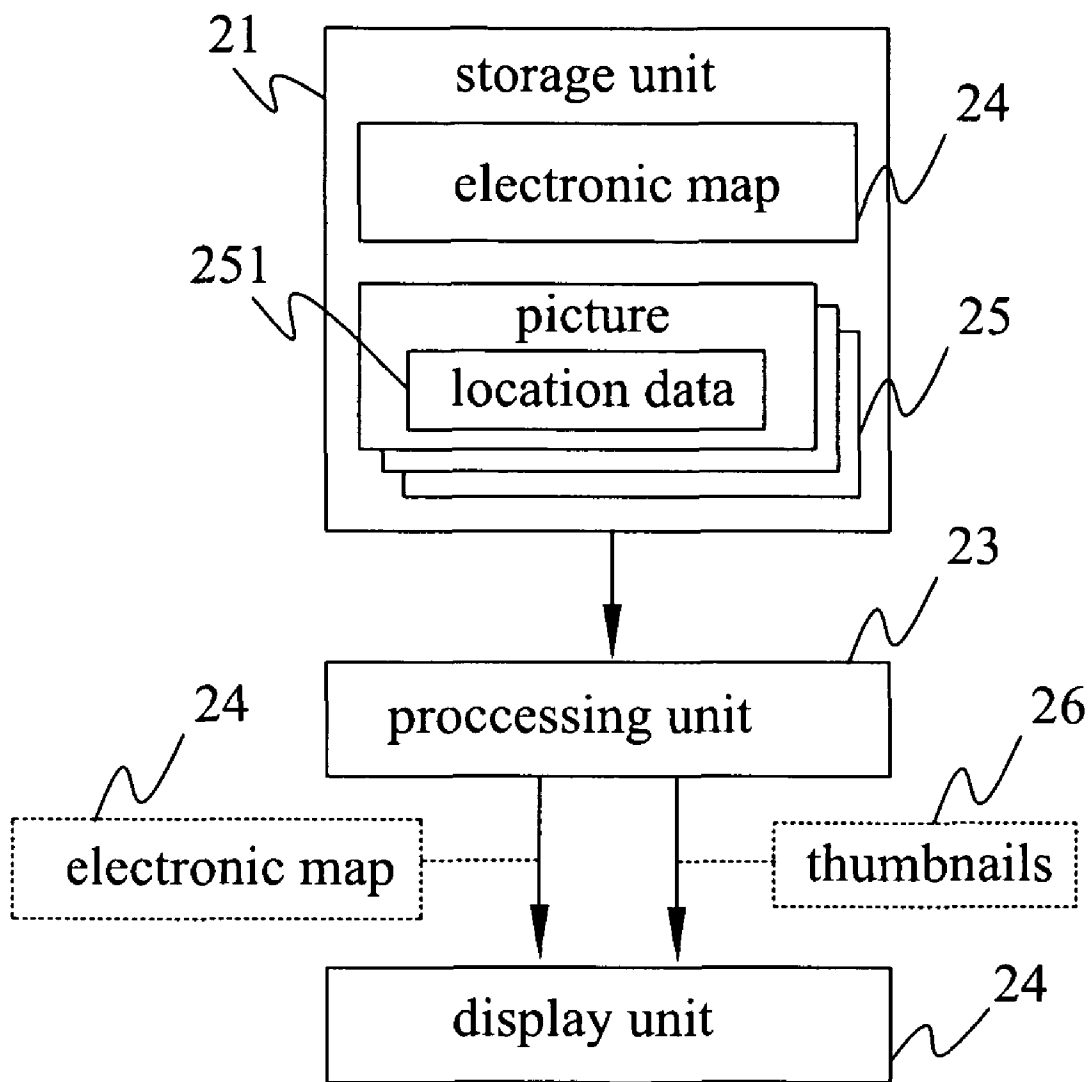 21
storage unit
24
electronic map
251
picture
25
location data
23
proccessing unit
24
26
electronic map
thumbnails
display unit
24